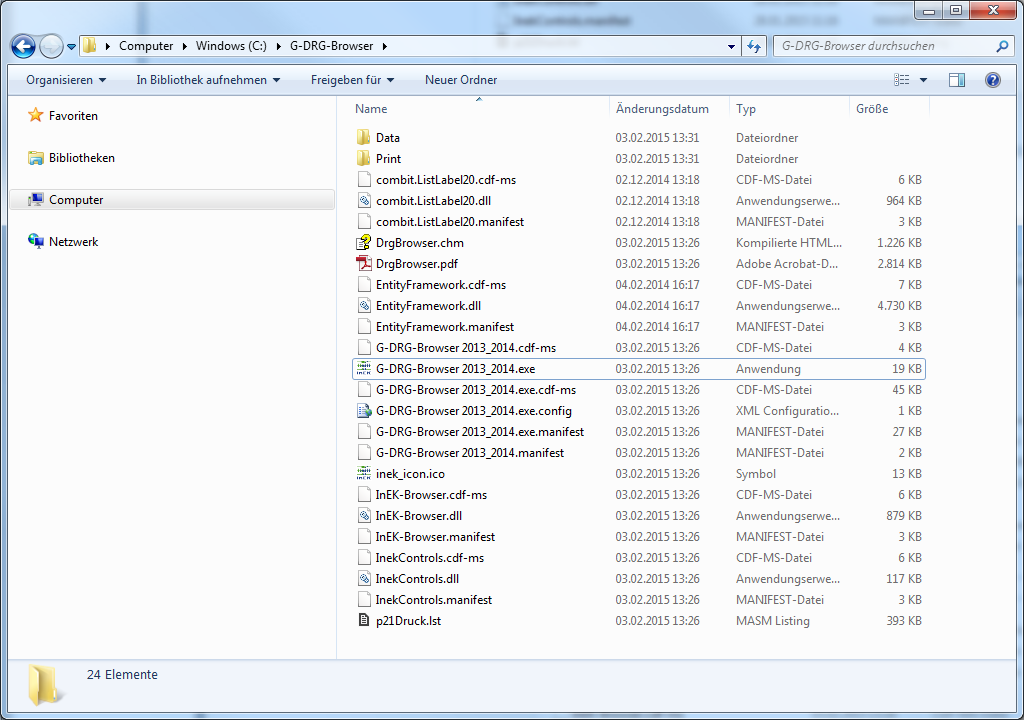 Computer Windows (C:) G-DRG-Browser G-DRG-Browser durchsuchen
Organisieren In Bibliothek aufnehmen Freigeben für Neuer Ordner
Favoriten
Bibliotheken
Computer
Netzwerk
Name Änderungsdatum Typ Größe
Data 03.02.2015 13:31 Dateiordner
Print 03.02.2015 13:31 Dateiordner
combit.ListLabel20.cdf-ms 02.12.2014 13:18 CDF-MS-Datei 6 KB
combit.ListLabel20.dll 02.12.2014 13:18 Anwendungserwe... 964 KB
combit.ListLabel20.manifest 02.12.2014 13:18 MANIFEST-Datei 3 KB
DrgBrowser.chm 03.02.2015 13:26 Kompilierte HTML... 1.226 KB
DrgBrowser.pdf 03.02.2015 13:26 Adobe Acrobat-D... 2.814 KB
EntityFramework.cdf-ms 04.02.2014 16:17 CDF-MS-Datei 7 KB
EntityFramework.dll 04.02.2014 16:17 Anwendungserwe... 4.730 KB
EntityFramework.manifest 04.02.2014 16:17 MANIFEST-Datei 3 KB
G-DRG-Browser 2013_2014.cdf-ms 03.02.2015 13:26 CDF-MS-Datei 4 KB
G-DRG-Browser 2013_2014.exe 03.02.2015 13:26 Anwendung 19 KB
G-DRG-Browser 2013_2014.exe.cdf-ms 03.02.2015 13:26 CDF-MS-Datei 45 KB
G-DRG-Browser 2013_2014.exe.config 03.02.2015 13:26 XML Configuratio... 1 KB
G-DRG-Browser 2013_2014.exe.manifest 03.02.2015 13:26 MANIFEST-Datei 27 KB
G-DRG-Browser 2013_2014.manifest 03.02.2015 13:26 MANIFEST-Datei 2 KB
inek_icon.ico 03.02.2015 13:26 Symbol 13 KB
InEK-Browser.cdf-ms 03.02.2015 13:26 CDF-MS-Datei 6 KB
InEK-Browser.dll 03.02.2015 13:26 Anwendungserwe... 879 KB
InEK-Browser.manifest 03.02.2015 13:26 MANIFEST-Datei 3 KB
InekControls.cdf-ms 03.02.2015 13:26 CDF-MS-Datei 6 KB
InekControls.dll 03.02.2015 13:26 Anwendungserwe... 117 KB
InekControls.manifest 03.02.2015 13:26 MANIFEST-Datei 3 KB
p21Druck.lst 03.02.2015 13:26 MASM Listing 393 KB
24 Elemente